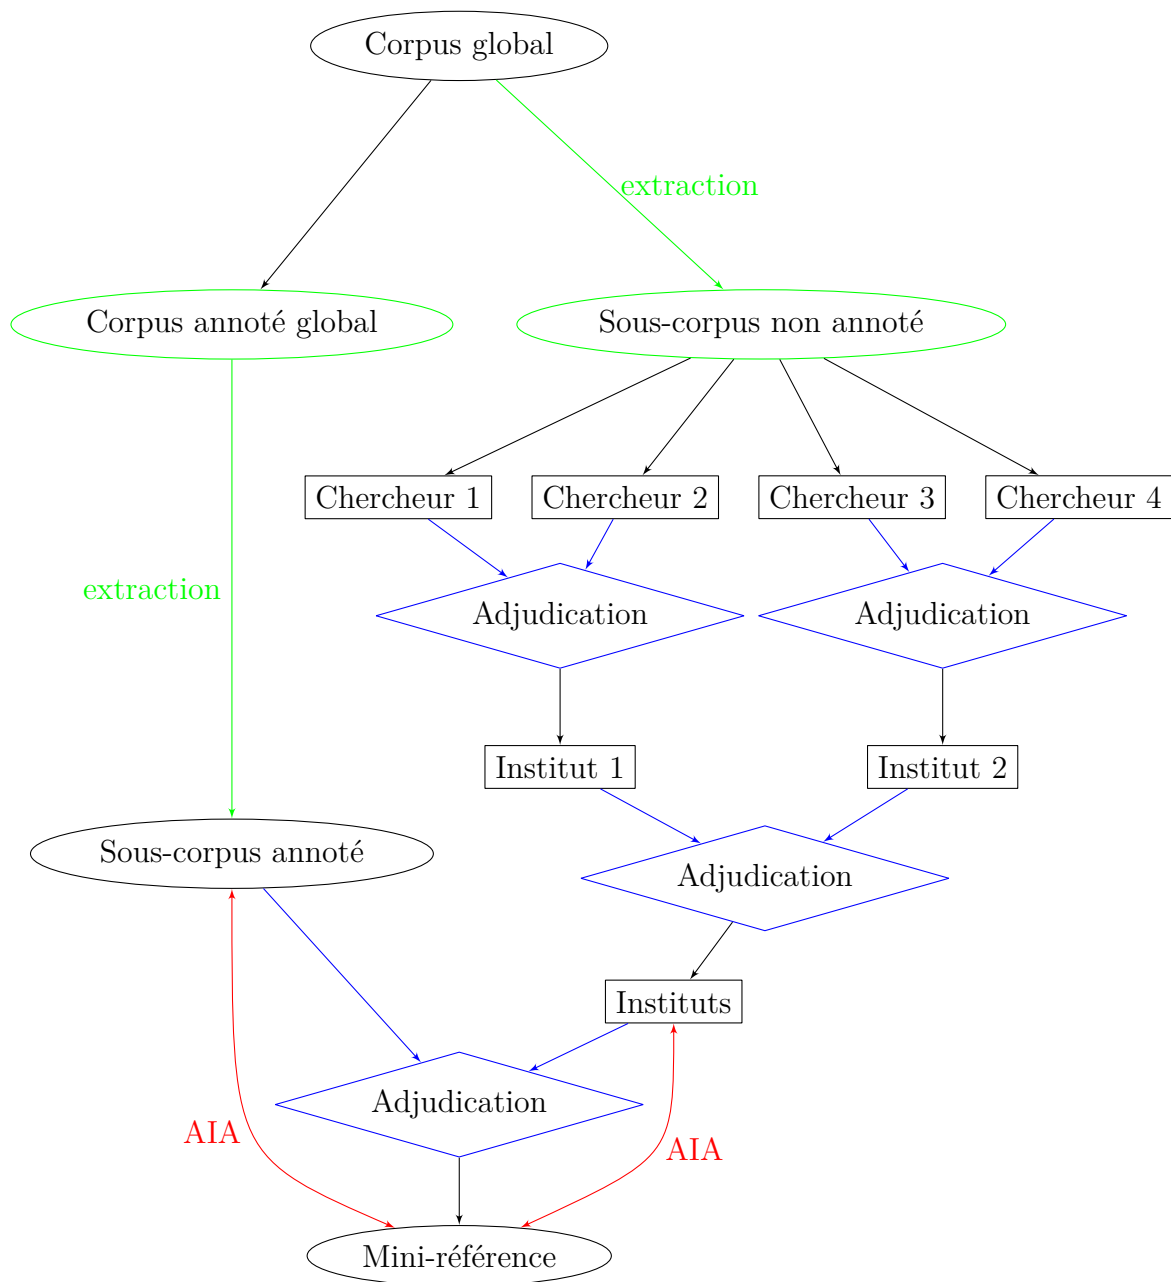 Corpus global
extraction
Corpus annoté global
Sous-corpus non annoté
Chercheur 1
Chercheur 2
Chercheur 3
Chercheur 4
extraction
Adjudication
Adjudication
Institut 1
Institut 2
Sous-corpus annoté
Adjudication
Instituts
Adjudication
AIA
AIA
Mini-référence